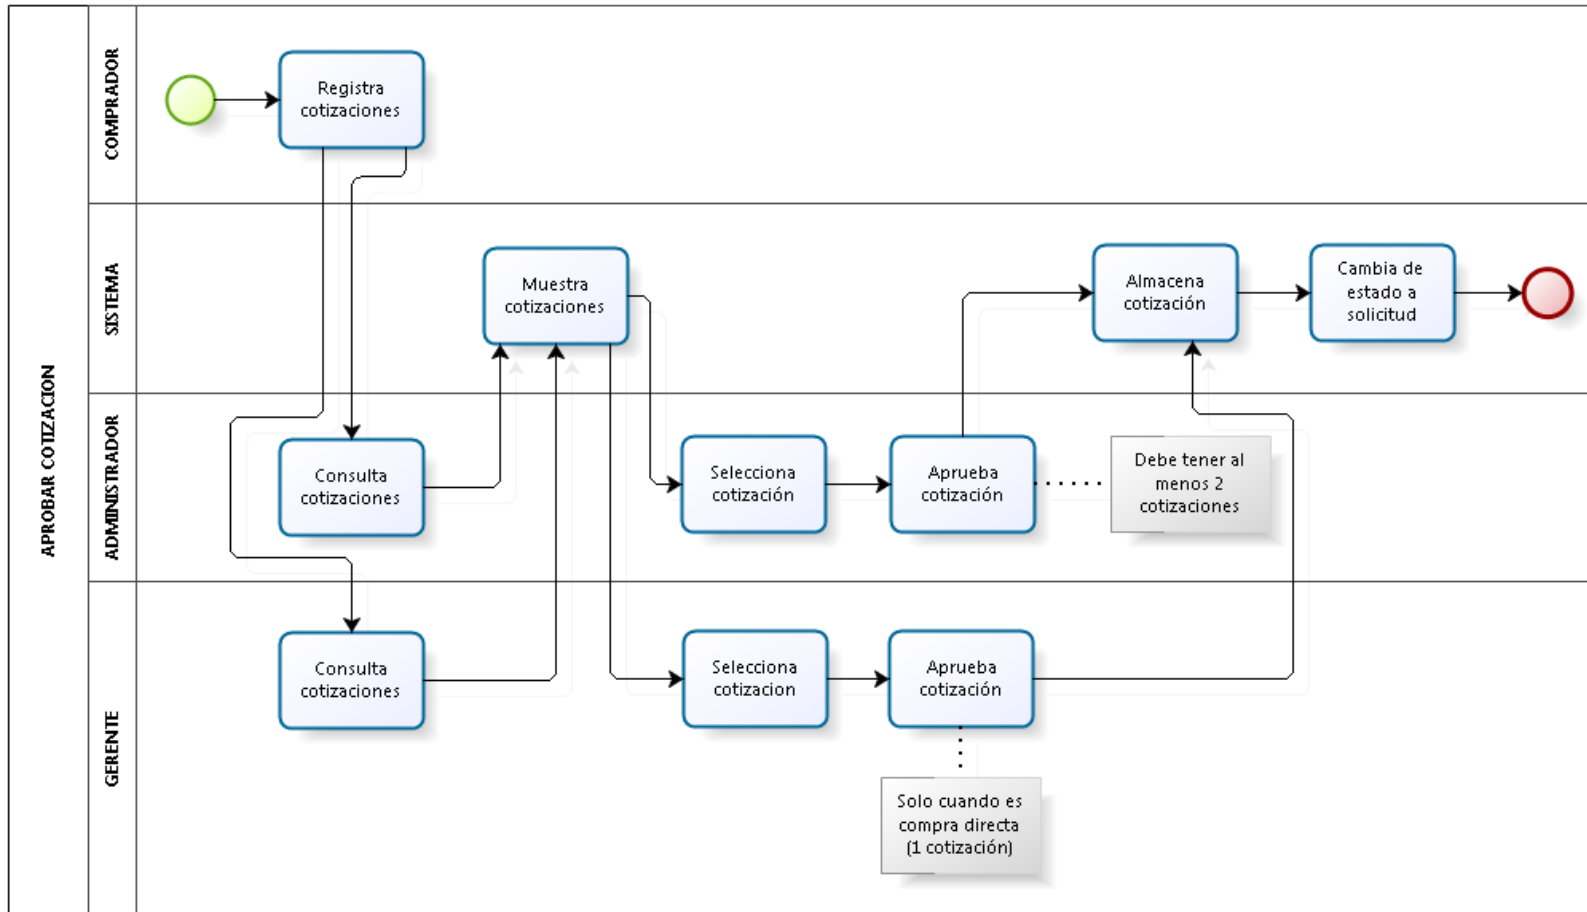 APROBAR COTIZACION
COMPRADOR
Registra
cotizaciones
SISTEMA
Muestra
cotizaciones
Almacena
cotización
Cambia de
estado a
solicitud
ADMINISTRADOR
Consulta
cotizaciones
Selecciona
cotización
Aprueba
cotización
Debe tener al
menos 2
cotizaciones
GERENTE
Consulta
cotizaciones
Selecciona
cotizacion
Aprueba
cotización
Solo cuando es
compra directa
(1 cotización)